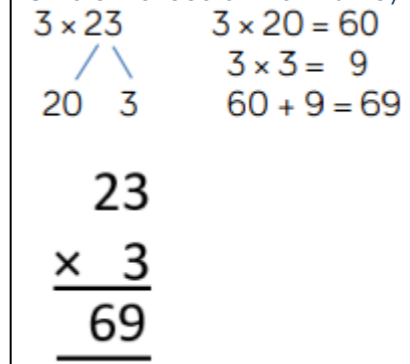 3 × 23
20 3
3 × 20 = 60
3 × 3 = 9
60 + 9 = 69
23
× 3
69